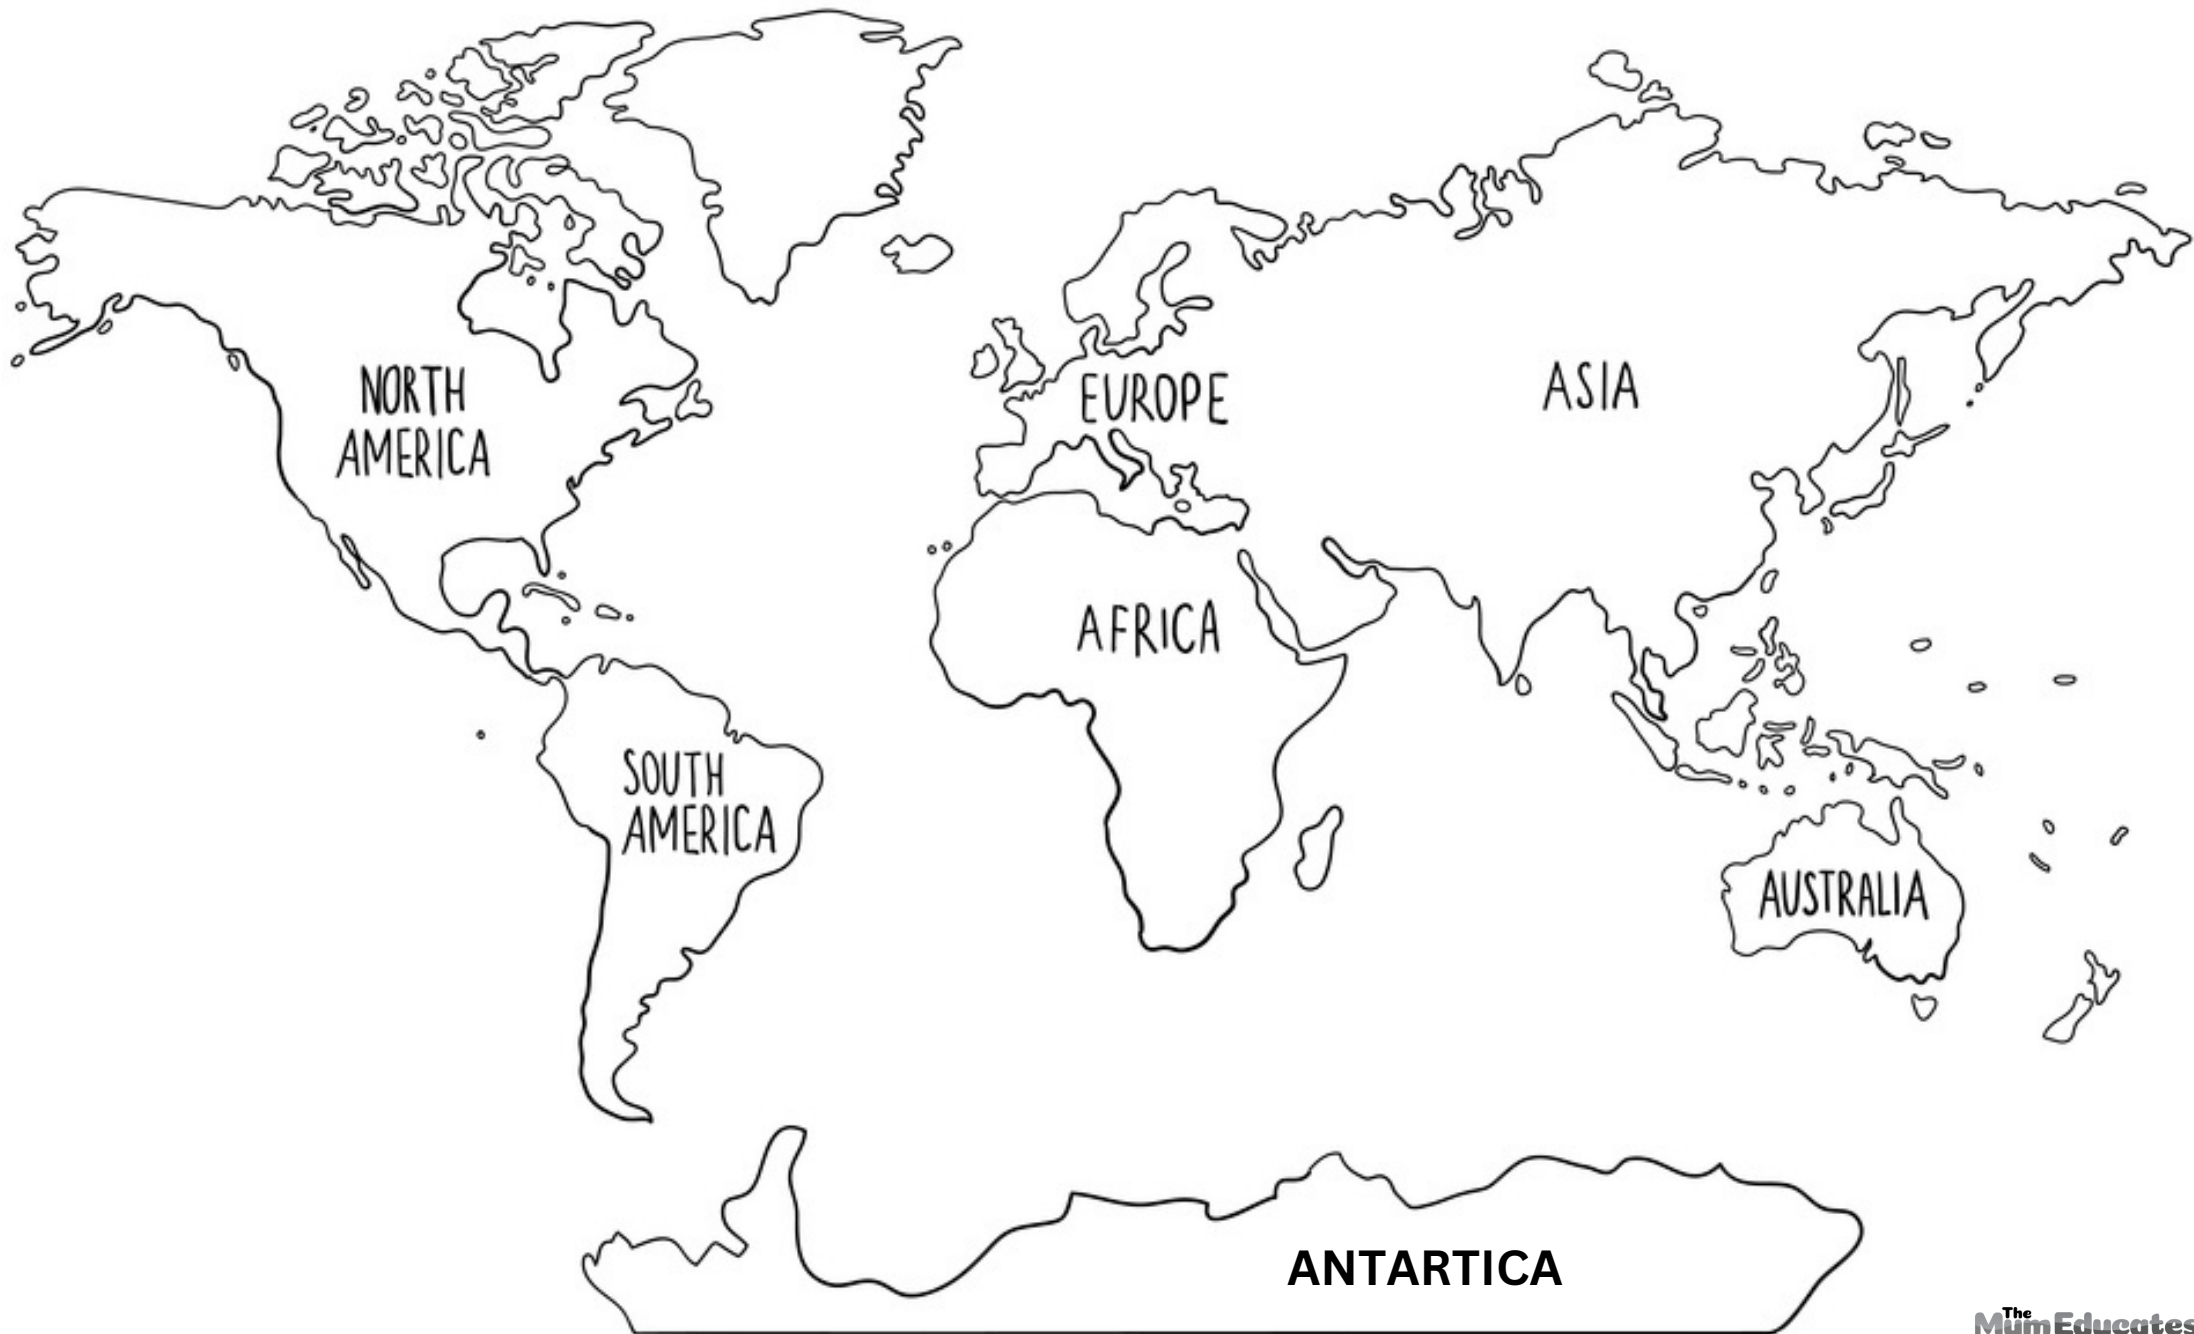 NORTH
AMERICA
EUROPE
ASIA
AFRICA
SOUTH
AMERICA
AUSTRALIA
ANTARTICA
The
MumEducates